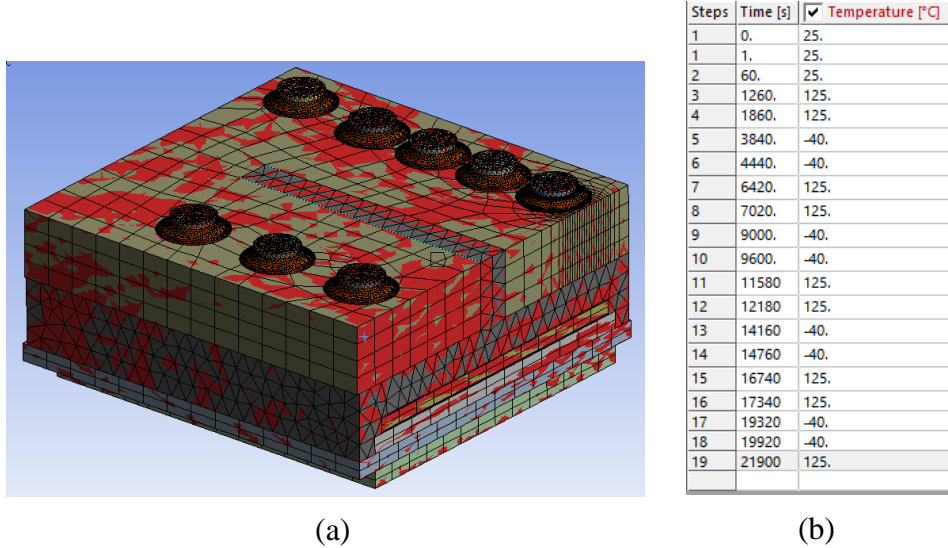 Steps Time [s] Temperature [°C]
1 0. 25.
1 1. 25.
2 60. 25.
3 1260. 125.
4 1860. 125.
5 3840. -40.
6 4440. -40.
7 6420. 125.
8 7020. 125.
9 9000. -40.
10 9600. -40.
11 11580 125.
12 12180 125.
13 14160 -40.
14 14760 -40.
15 16740 125.
16 17340 125.
17 19320 -40.
18 19920 -40.
19 21900 125.
(a) (b)